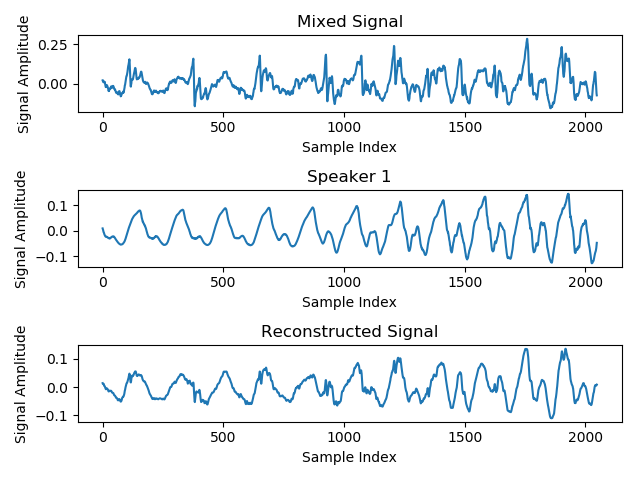 Mixed Signal
Signal Amplitude
0.25
0.00
0 500 1000 1500 2000
Sample Index
Speaker 1
Signal Amplitude
0.1
0.0
−0.1
0 500 1000 1500 2000
Sample Index
Reconstructed Signal
Signal Amplitude
0.1
0.0
−0.1
0 500 1000 1500 2000
Sample Index